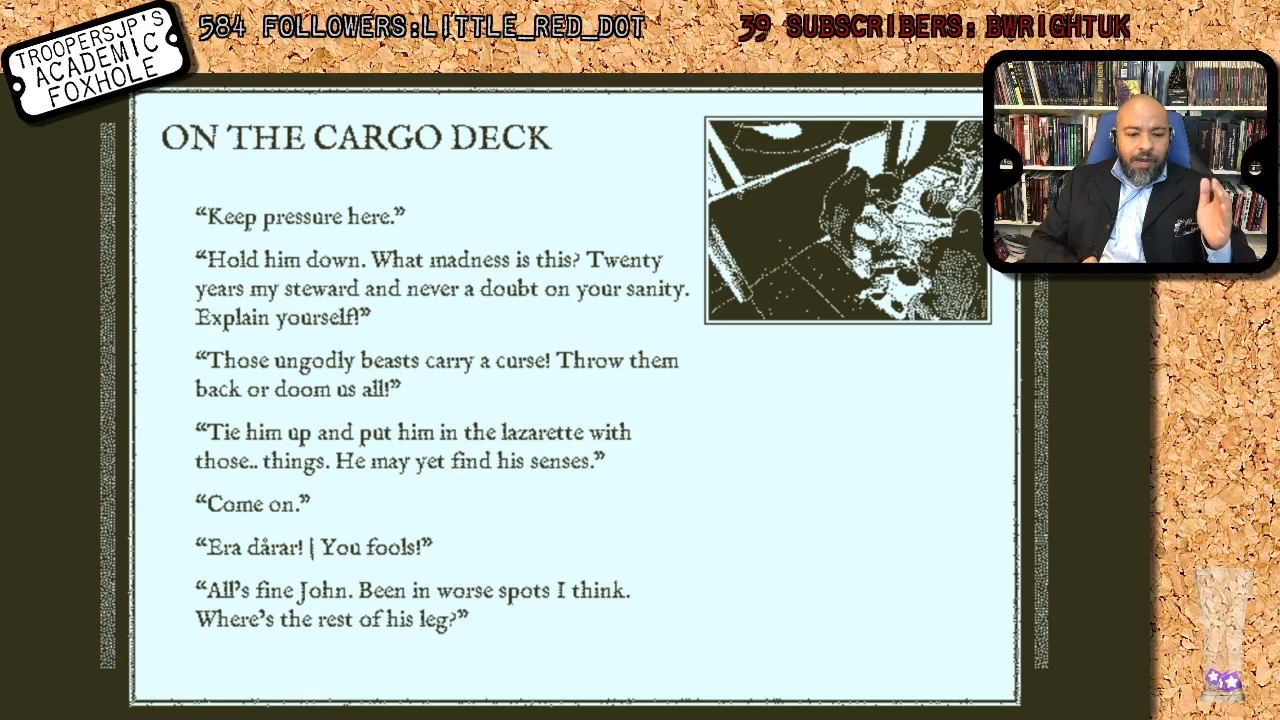 TROOPERSJP'S
ACADEMIC
FOXHOLE
584 FOLLOWERS:LITTLE_RED_DOT
39 SUBSCRIBERS: BWRIGHTUK
ON THE CARGO DECK
“Keep pressure here.”
“Hold him down. What madness is this? Twenty
years my steward and never a doubt on your sanity.
Explain yourself!”
“Those ungodly beasts carry a curse! Throw them
back or doom us all!”
“Tie him up and put him in the lazarette with
those.. things. He may yet find his senses.”
“Come on.”
“Era dårar! | You fools!”
“All’s fine John. Been in worse spots I think.
Where’s the rest of his leg?”